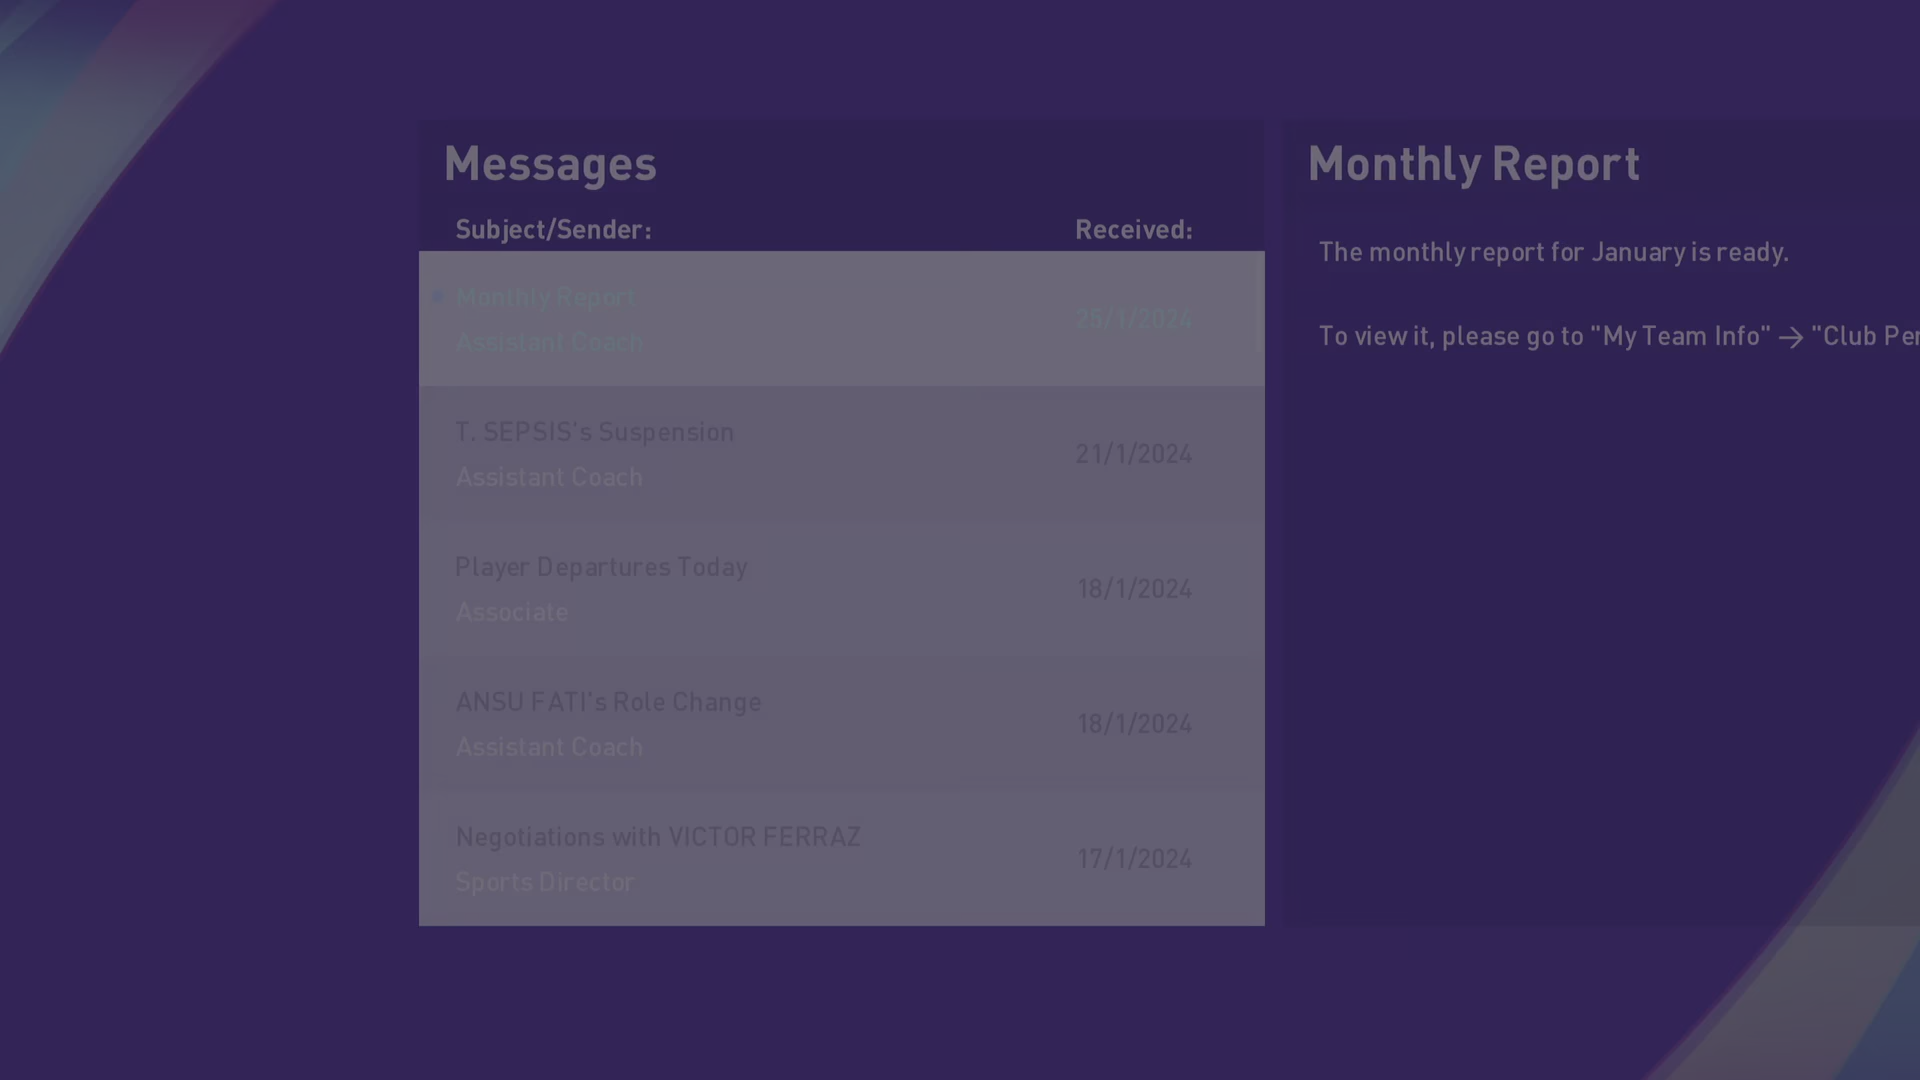 Messages
Subject/Sender: Received:
Monthly Report
Assistant Coach
25/1/2024
T. SEPSIS's Suspension
Assistant Coach
21/1/2024
Player Departures Today
Associate
18/1/2024
ANSU FATI's Role Change
Assistant Coach
18/1/2024
Negotiations with VICTOR FERRAZ
Sports Director
17/1/2024
Monthly Report
The monthly report for January is ready.
To view it, please go to "My Team Info" → "Club Per